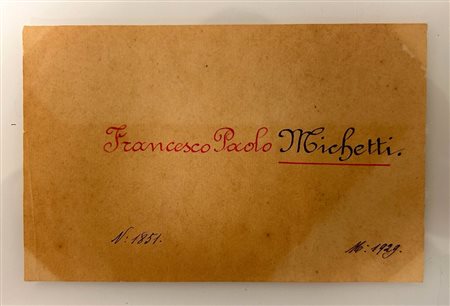 Francesco Paolo Michetti.
N: 1851.
M: 1929.